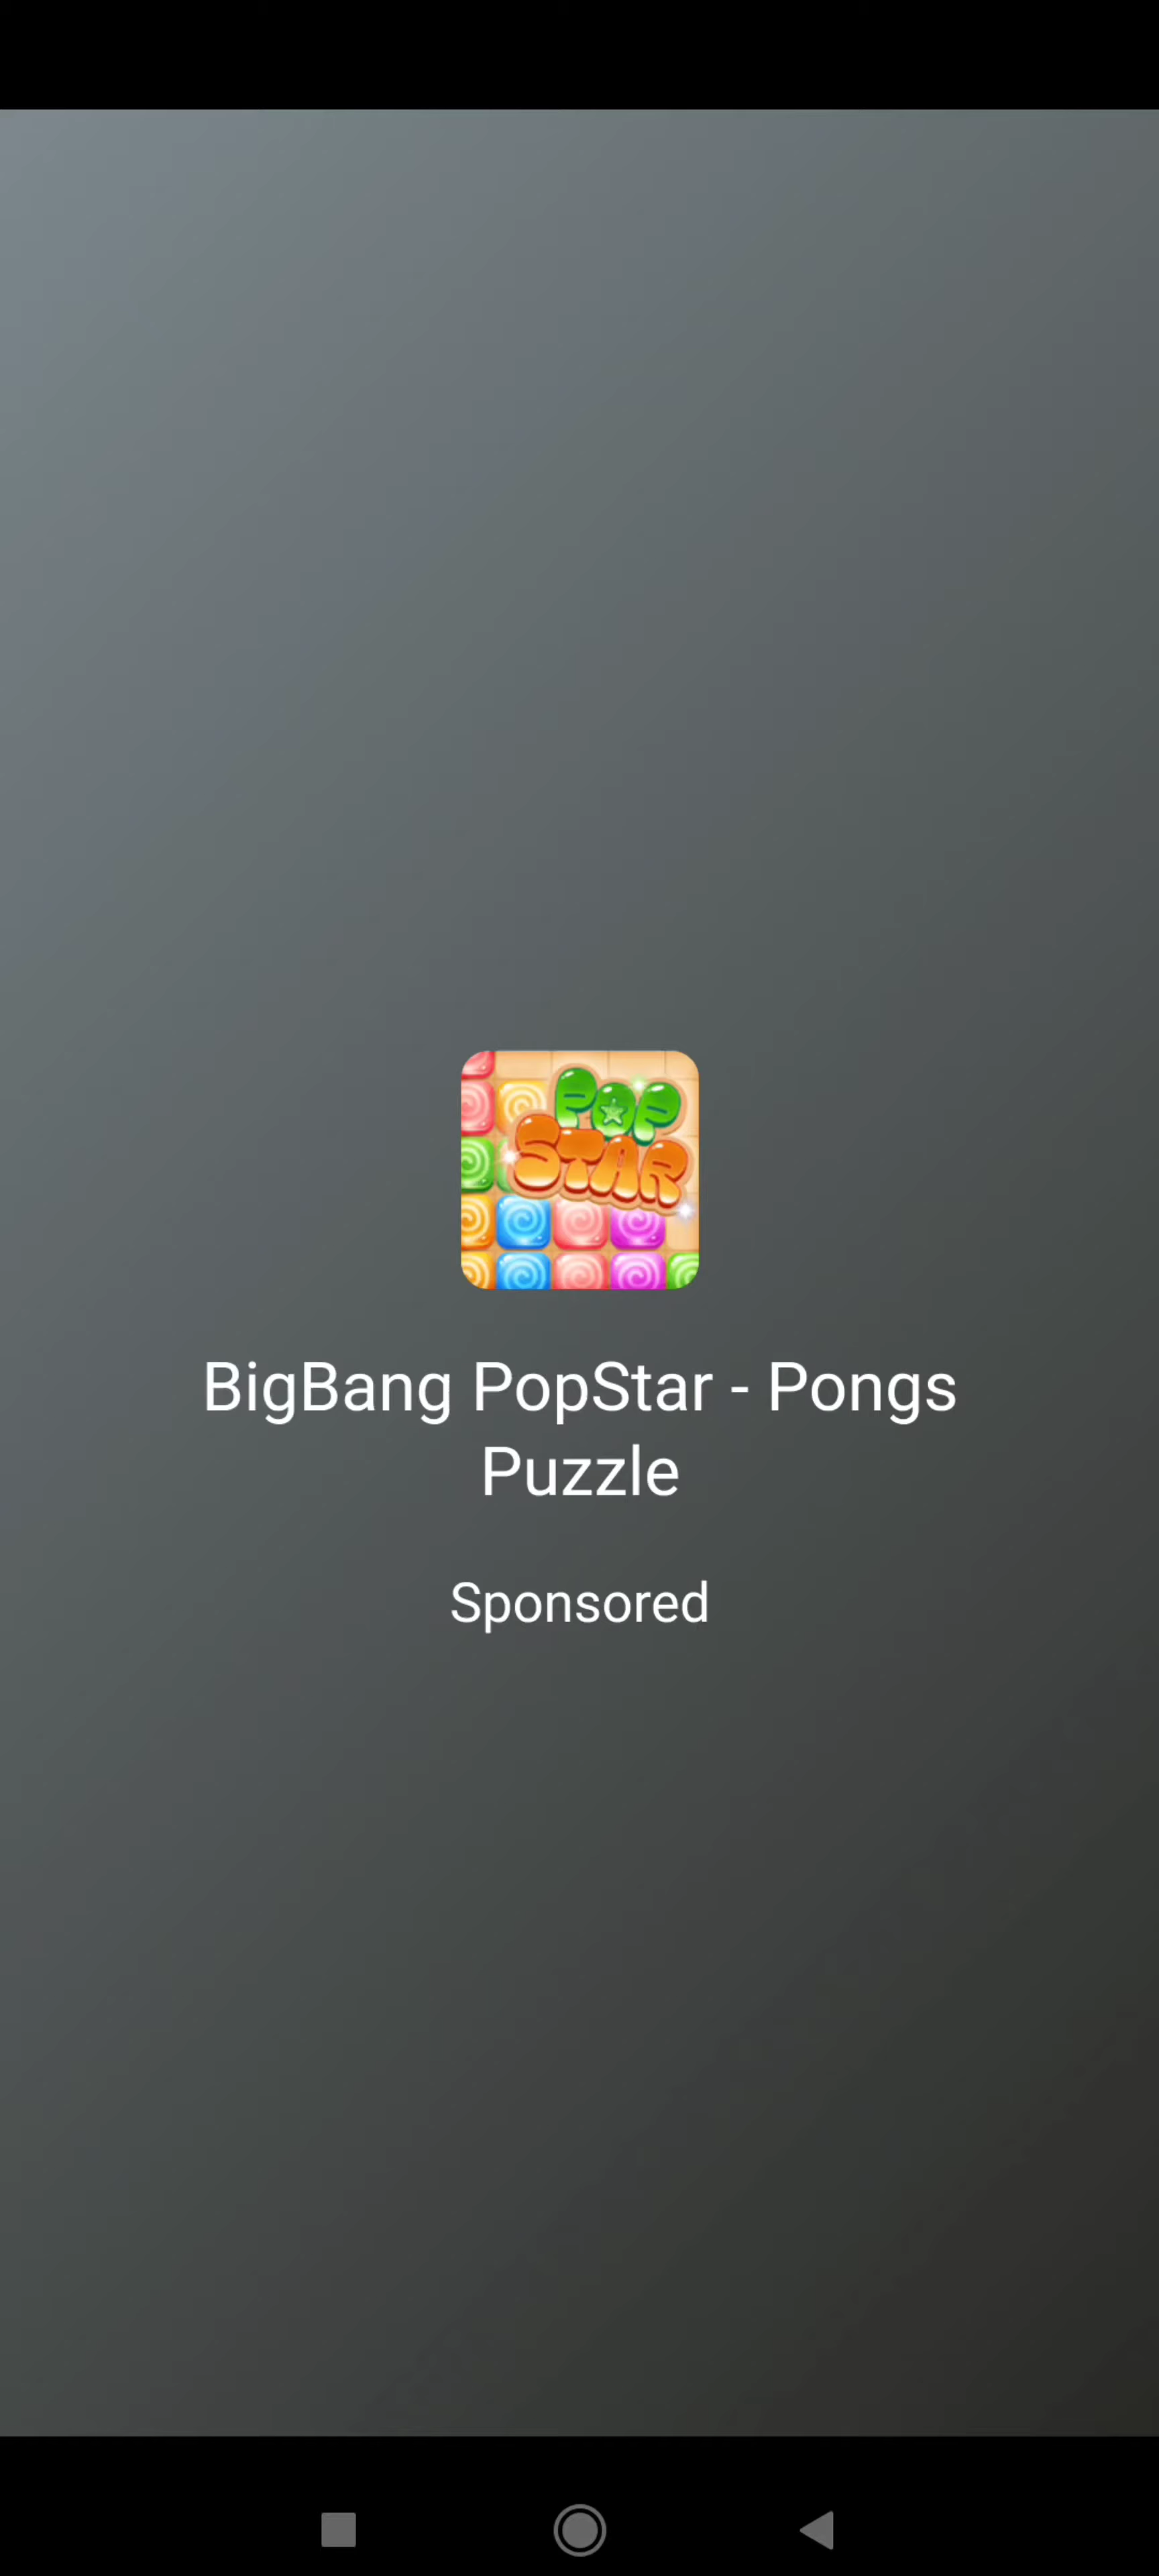 POP
STAR
BigBang PopStar - Pongs
Puzzle
Sponsored